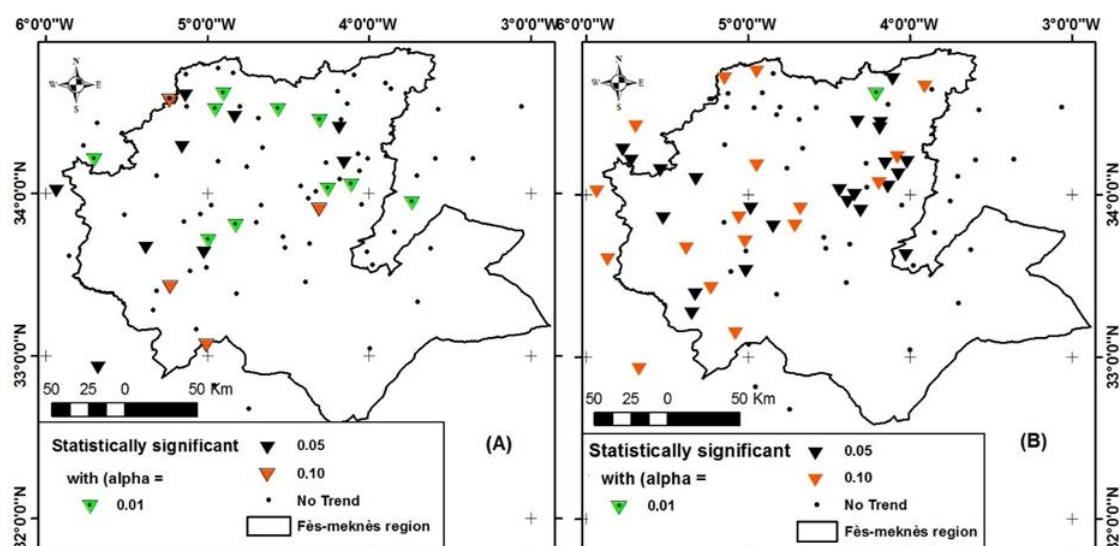 6°0'0"W 5°0'0"W 4°0'0"W 3°0'0"W
N
W E
S
34°0'0"N
33°0'0"N
32°0'0"N
50 25 0 50 Km
Statistically significant
with (alpha =
0.01
0.05
0.10
No Trend
Fès-meknès region
(A)
6°0'0"W 5°0'0"W 4°0'0"W 3°0'0"W
N
W E
S
34°0'0"N
33°0'0"N
32°0'0"N
50 25 0 50 Km
Statistically significant
with (alpha =
0.01
0.05
0.10
No Trend
Fès-meknès region
(B)